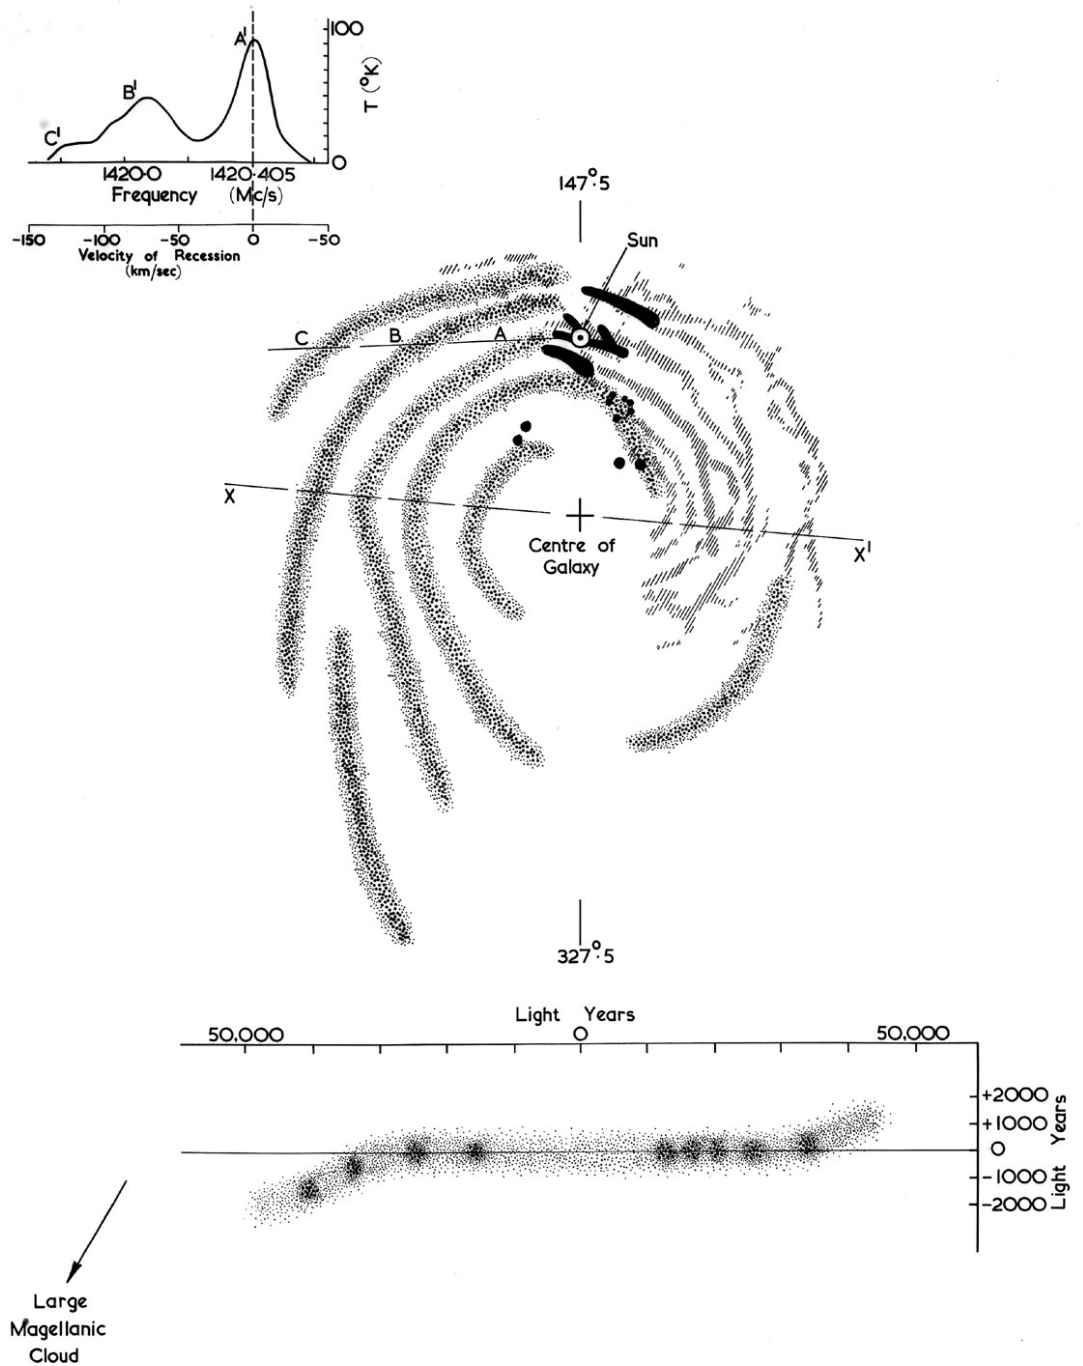 100
A'
T (°K)
B'
C'
0
1420·0
1420·405
Frequency
(Mc/s)
-150
-100
-50
0
-50
Velocity of Recession
(km/sec)
147°.5
Sun
C
B
A
X
Centre of
Galaxy
X'
327°.5
Light Years
50,000
0
50,000
+2000
+1000
0
-1000
-2000
Light Years
Large
Magellanic
Cloud